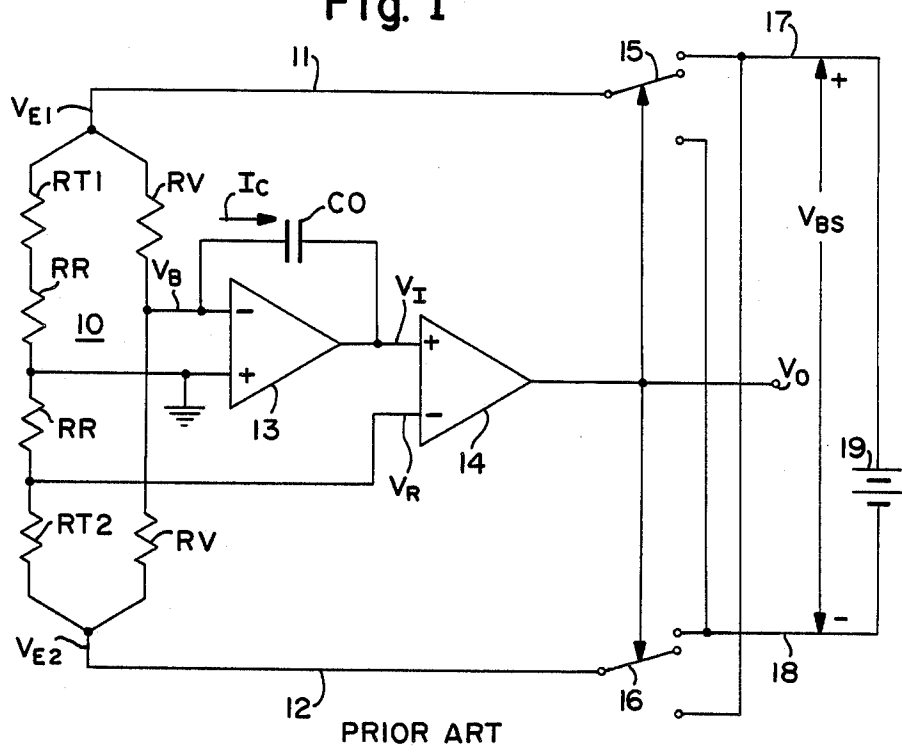 Fig. 1
17
11
15
VE1
+
RT1
RV
IC
CO
VBS
RR
VB
VI
10
-
+
+
VO
RR
13
-
14
19
VR
RT2
RV
-
VE2
18
12
16
PRIOR ART